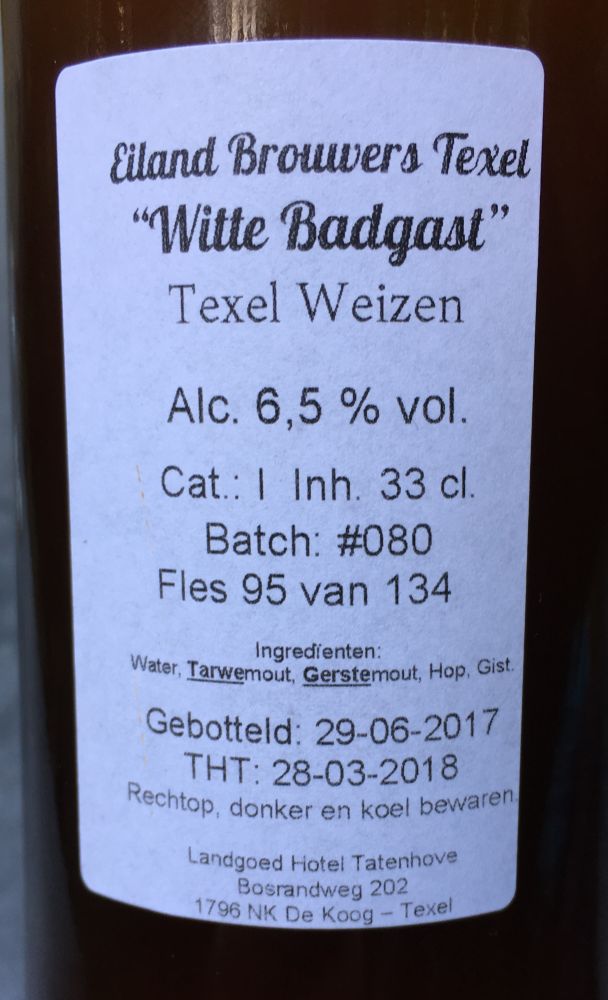 Eiland Brouwers Texel
“Witte Badgast”
Texel Weizen
Alc. 6,5 % vol.
Cat.: I Inh. 33 cl.
Batch: #080
Fles 95 van 134
Ingredïenten:
Water, Tarwemout, Gerstemout, Hop, Gist.
Gebotteld: 29-06-2017
THT: 28-03-2018
Rechtop, donker en koel bewaren.
Landgoed Hotel Tatenhove
Bosrandweg 202
1796 NK De Koog – Texel